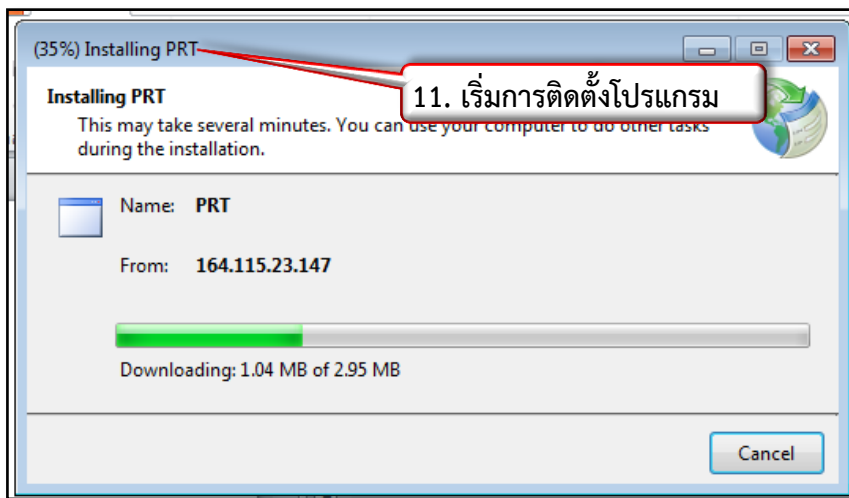 (35%) Installing PRT
11. เริ่มการติดตั้งโปรแกรม
Installing PRT
This may take several minutes. You can use your computer to do other tasks
during the installation.
Name: PRT
From: 164.115.23.147
Downloading: 1.04 MB of 2.95 MB
Cancel